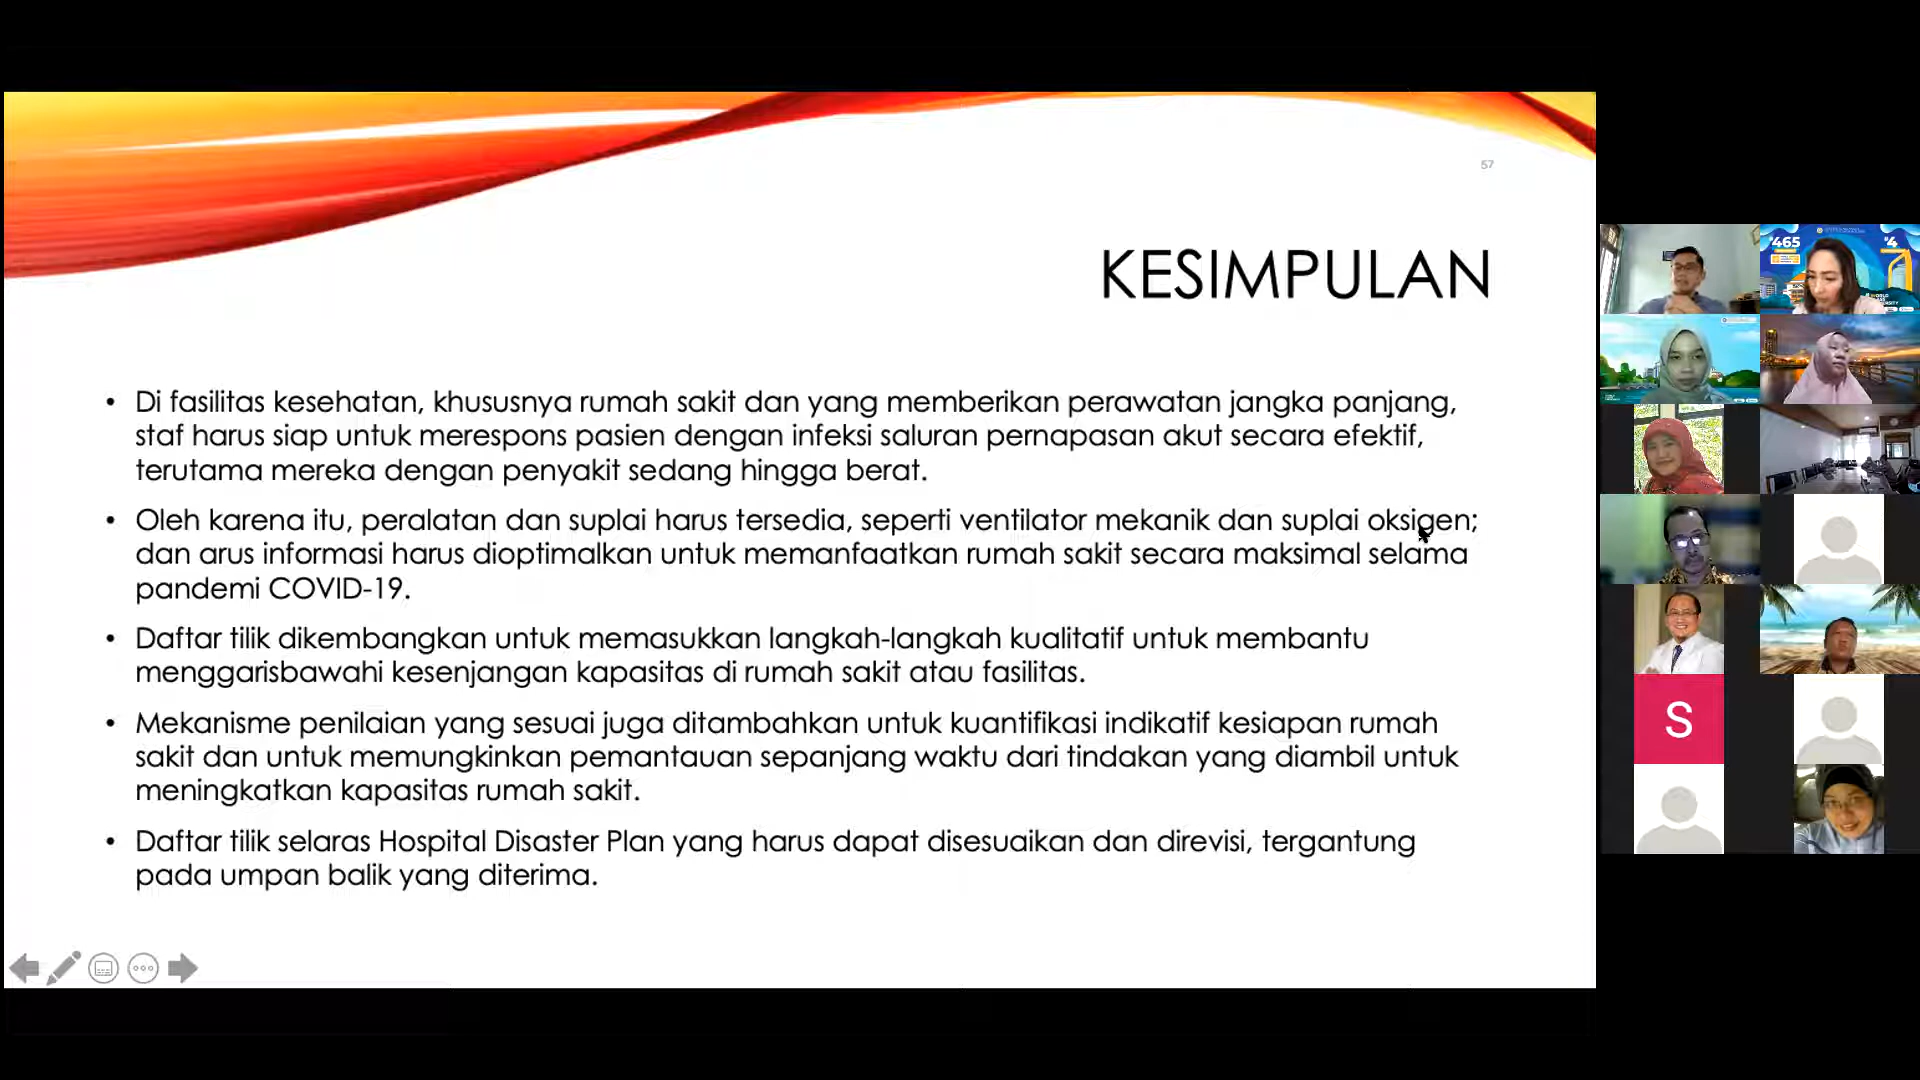 57
KESIMPULAN
• Di fasilitas kesehatan, khususnya rumah sakit dan yang memberikan perawatan jangka panjang,
staf harus siap untuk merespons pasien dengan infeksi saluran pernapasan akut secara efektif,
terutama mereka dengan penyakit sedang hingga berat.
• Oleh karena itu, peralatan dan suplai harus tersedia, seperti ventilator mekanik dan suplai oksigen;
dan arus informasi harus dioptimalkan untuk memanfaatkan rumah sakit secara maksimal selama
pandemi COVID-19.
• Daftar tilik dikembangkan untuk memasukkan langkah-langkah kualitatif untuk membantu
menggarisbawahi kesenjangan kapasitas di rumah sakit atau fasilitas.
• Mekanisme penilaian yang sesuai juga ditambahkan untuk kuantifikasi indikatif kesiapan rumah
sakit dan untuk memungkinkan pemantauan sepanjang waktu dari tindakan yang diambil untuk
meningkatkan kapasitas rumah sakit.
• Daftar tilik selaras Hospital Disaster Plan yang harus dapat disesuaikan dan direvisi, tergantung
pada umpan balik yang diterima.
465
#4
S